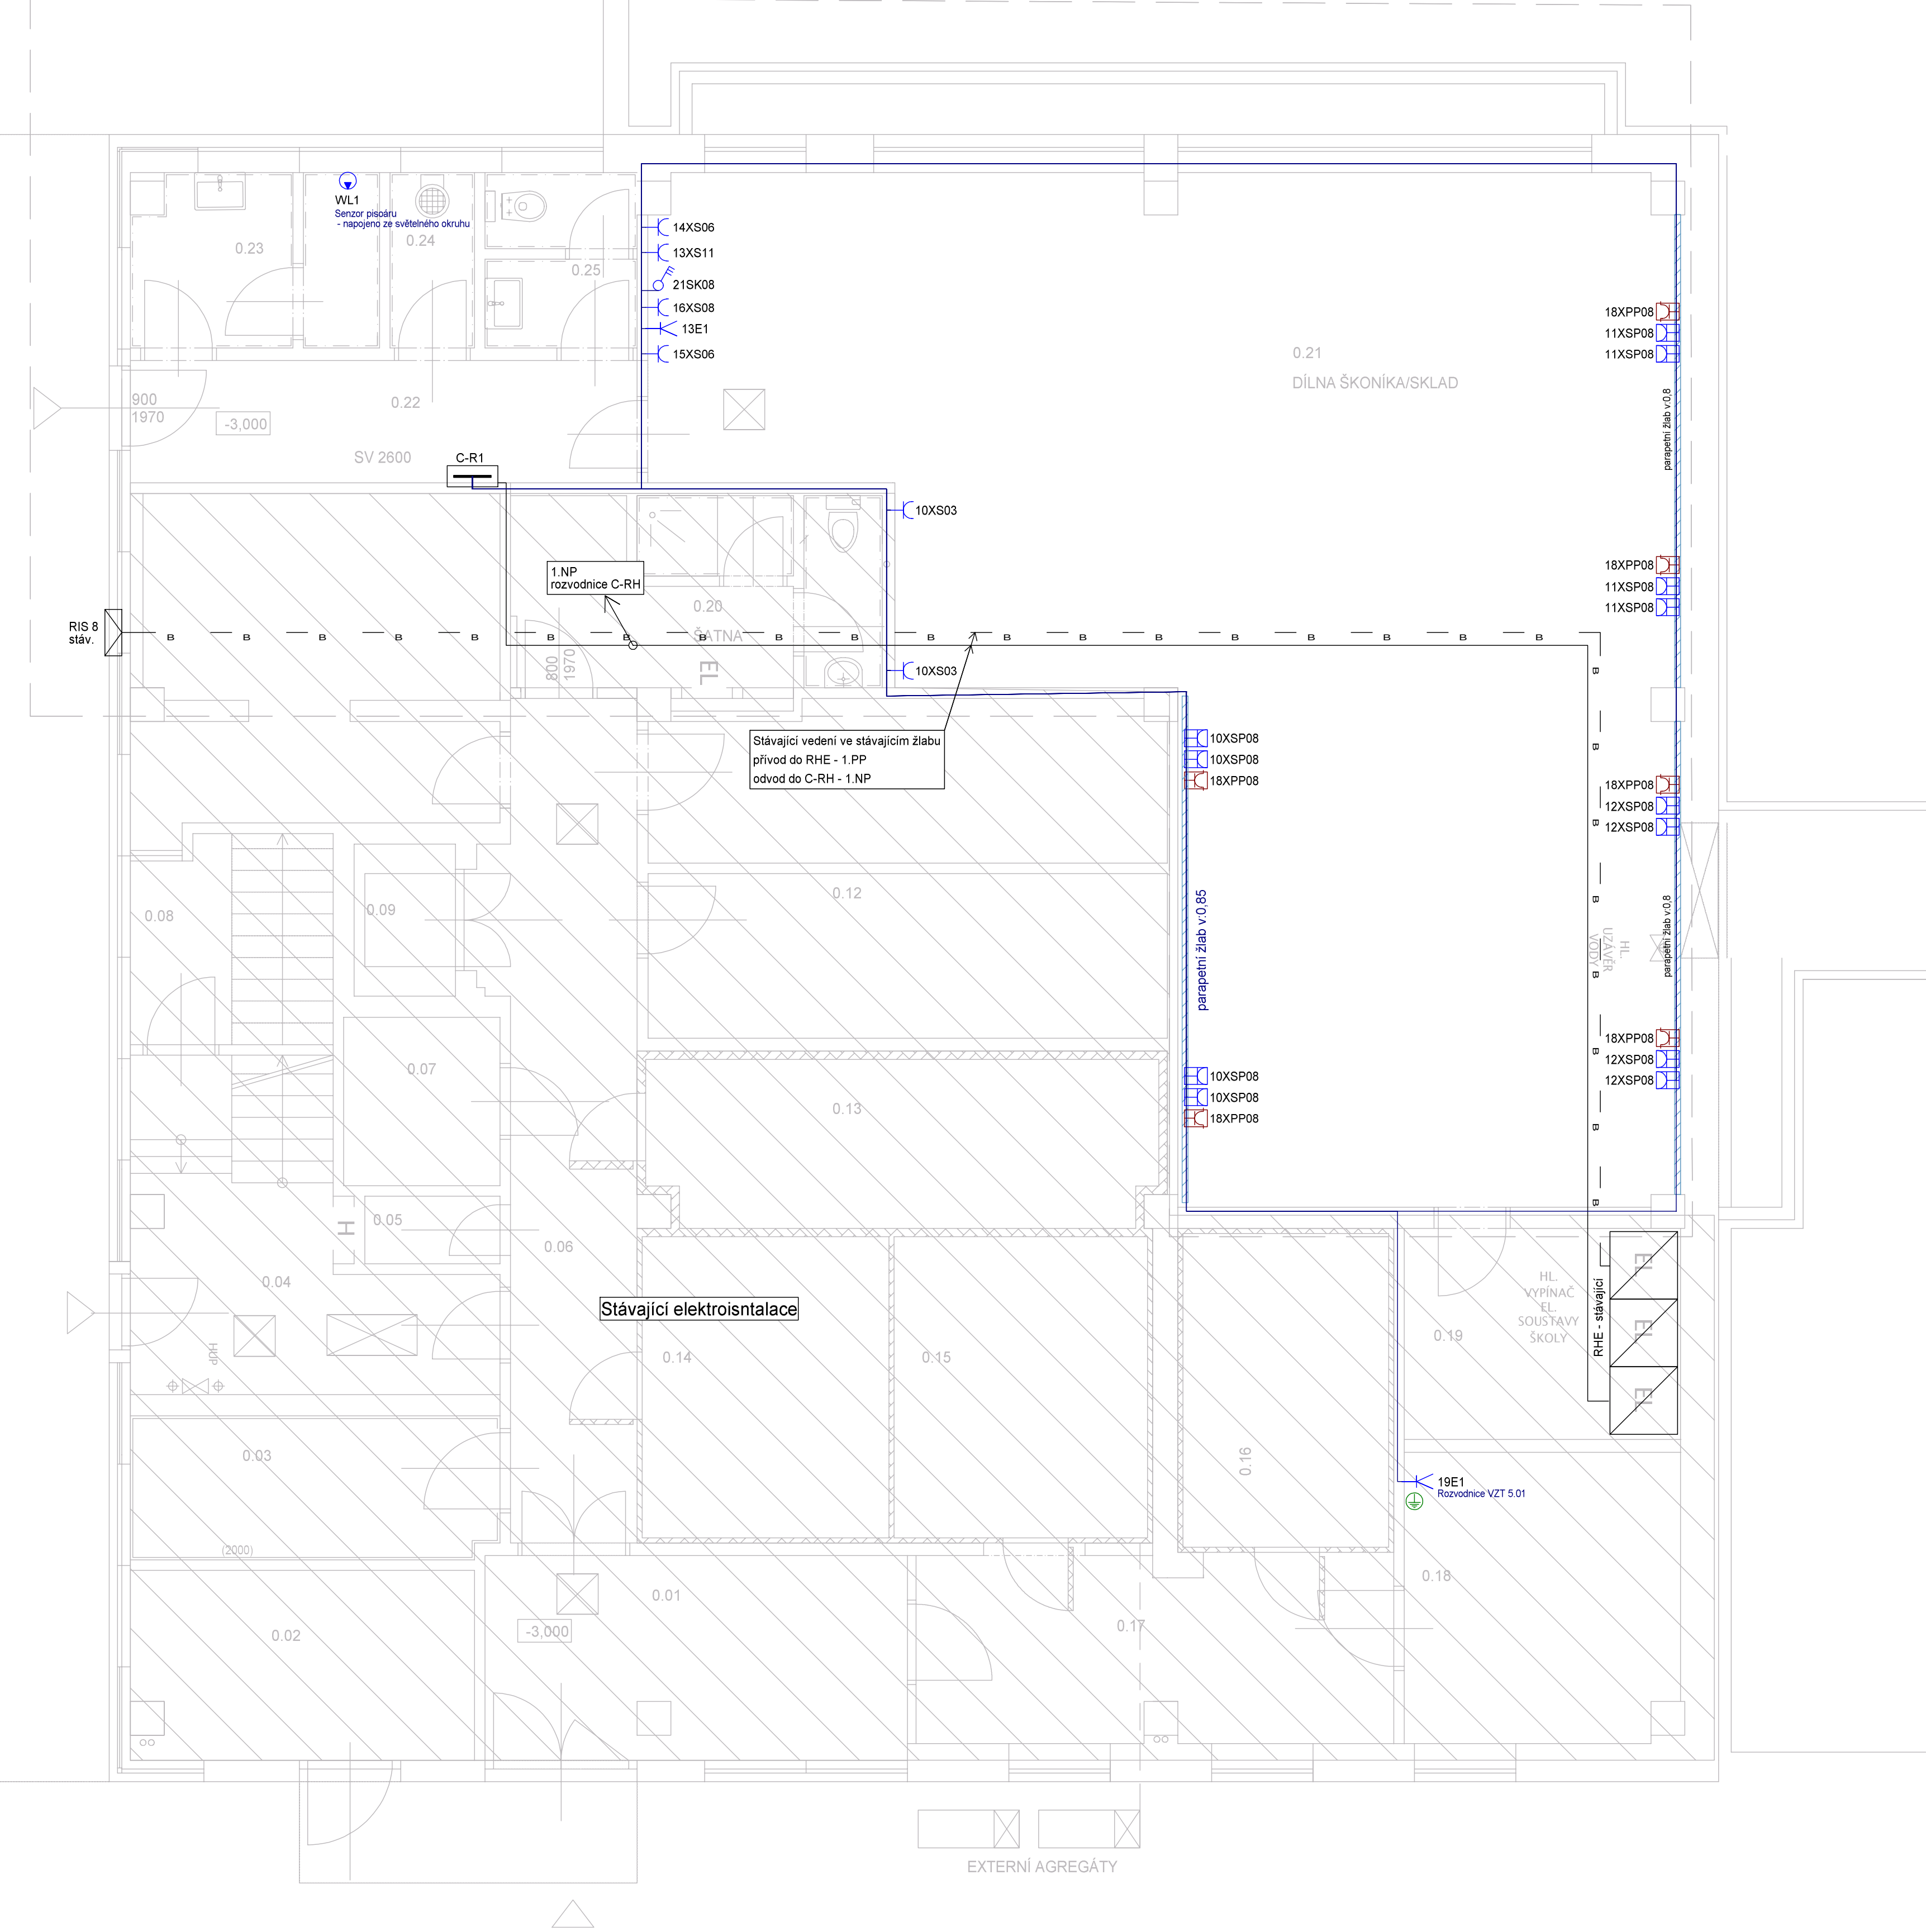 WL1
Senzor pisoáru
- napojeno ze světelného okruhu
0.23
0.24
0.25
14XS06
13XS11
21SK08
16XS08
13E1
15XS06
18XPP08
11XSP08
11XSP08
0.21
DÍLNA ŠKONÍKA/SKLAD
parapetní žlab v:0,8
900
1970
-3,000
0.22
SV 2600
C-R1
10XS03
1.NP
rozvodnice C-RH
18XPP08
11XSP08
11XSP08
0.20
ŠATNA
EL
800
1970
RIS 8
stáv.
B B B B B B B B B B B B B B B B B B B
10XS03
B
B
B
B
B
B
B
B
Stávající vedení ve stávajícím žlabu
přívod do RHE - 1.PP
odvod do C-RH - 1.NP
10XSP08
10XSP08
18XPP08
18XPP08
12XSP08
12XSP08
0.12
0.08
0.09
parapetní žlab v:0,85
parapetní žlab v:0,8
HL.
UZÁVĚR
VODY
0.07
0.13
10XSP08
10XSP08
18XPP08
18XPP08
12XSP08
12XSP08
0.05
H
0.06
0.04
HUP
Stávající elektroisntalace
0.14
0.15
0.16
0.19
HL.
VYPÍNAČ
EL.
SOUSTAVY
ŠKOLY
RHE - stávající
EL
EL
EL
0.03
(2000)
19E1
Rozvodnice VZT 5.01
0.18
0.01
-3,000
0.02
0.17
EXTERNÍ AGREGÁTY